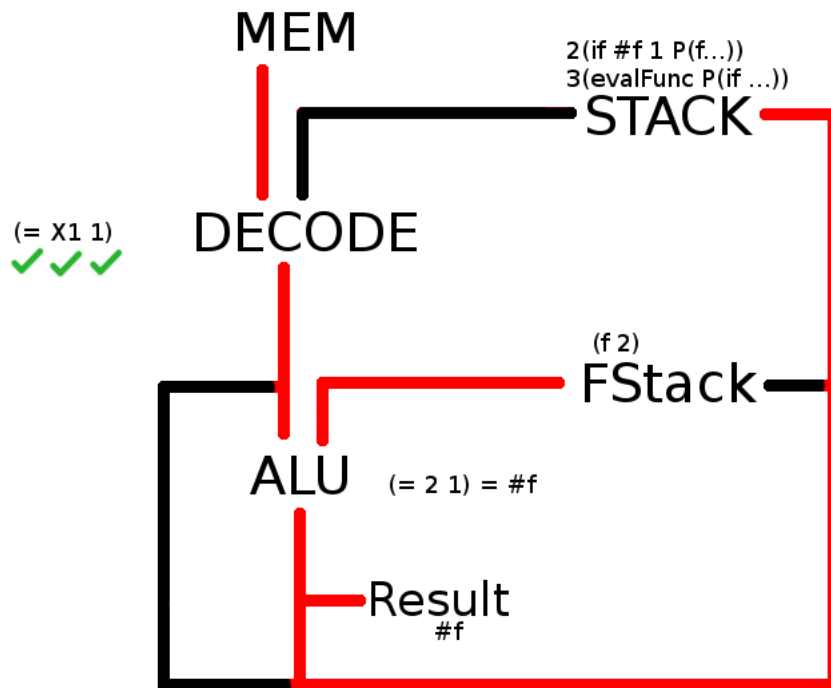 MEM
2(if #f 1 P(f...))
3(evalFunc P(if ...))
STACK
(= X1 1)
DECODE
(f 2)
FStack
ALU
(= 2 1) = #f
Result
#f